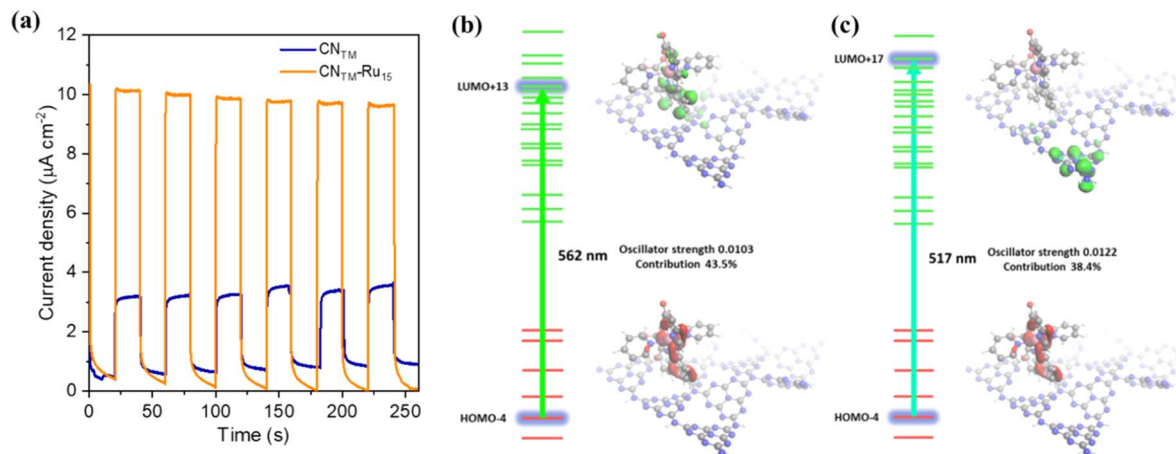 (a)
12
10
8
6
4
2
0
Current density (µA cm⁻²)
CN_TM
CN_TM-Ru₁₅
0
50
100
150
200
250
Time (s)
(b)
LUMO+13
562 nm
Oscillator strength 0.0103
Contribution 43.5%
HOMO-4
(c)
LUMO+17
517 nm
Oscillator strength 0.0122
Contribution 38.4%
HOMO-4